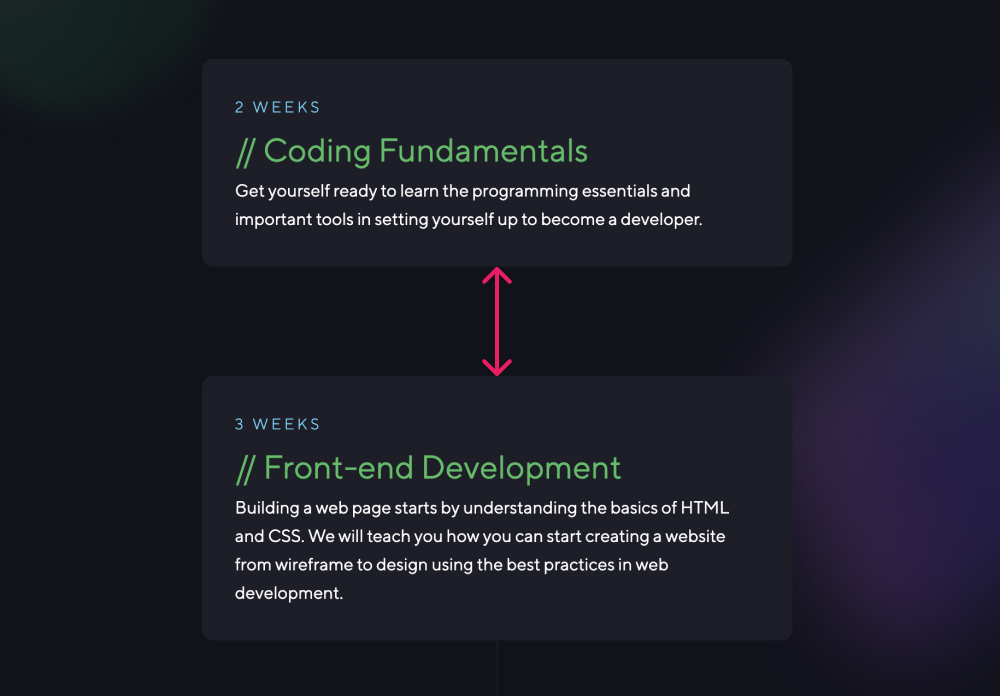 2 WEEKS
// Coding Fundamentals
Get yourself ready to learn the programming essentials and
important tools in setting yourself up to become a developer.
3 WEEKS
// Front-end Development
Building a web page starts by understanding the basics of HTML
and CSS. We will teach you how you can start creating a website
from wireframe to design using the best practices in web
development.